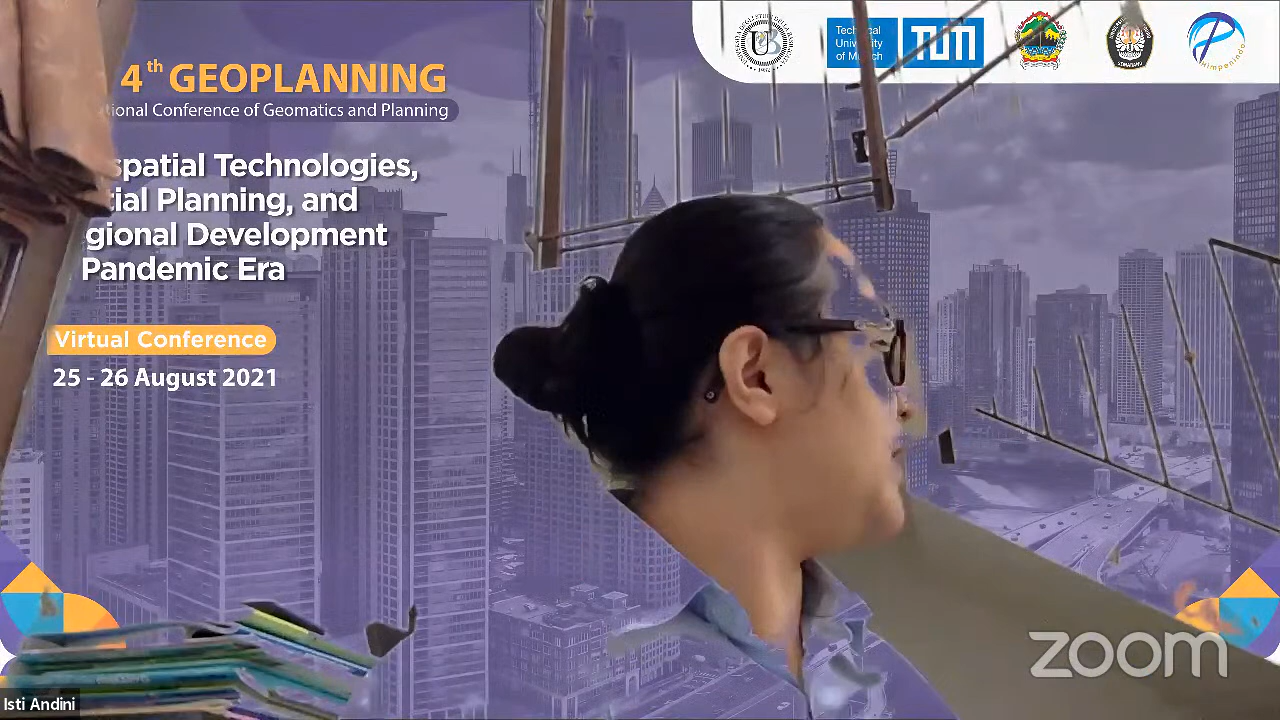 4th GEOPLANNING
ional Conference of Geomatics and Planning
spatial Technologies,
tial Planning, and
gional Development
Pandemic Era
Virtual Conference
25 - 26 August 2021
Technical
University
of Munich
TUM
zoom
Isti Andini